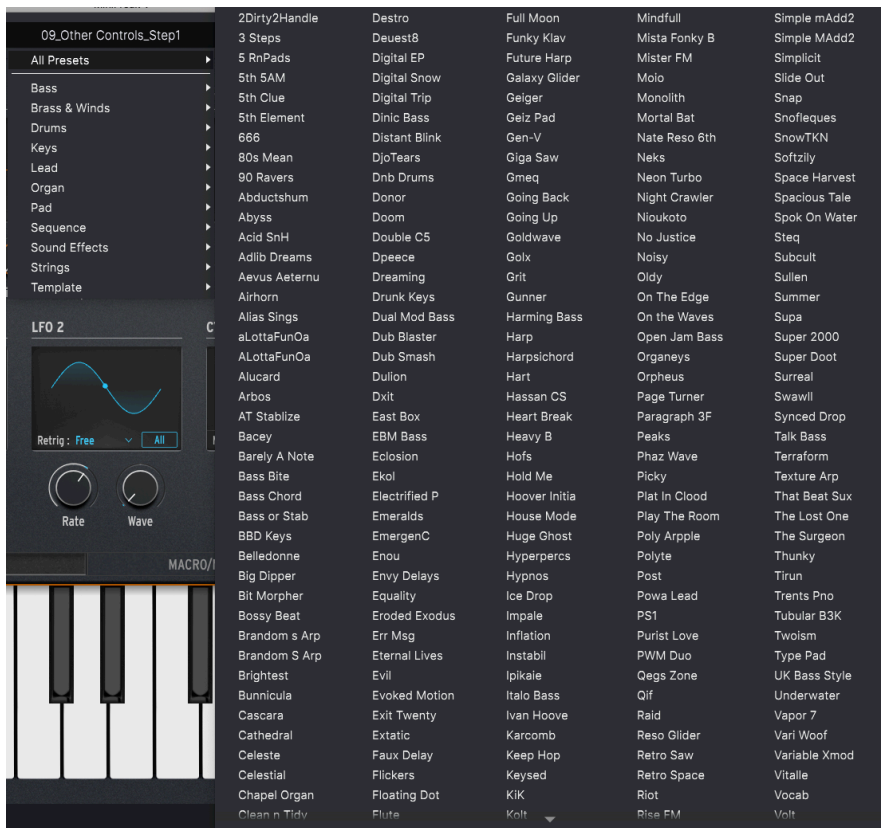 09_Other Controls_Step1
All Presets
Bass
Brass & Winds
Drums
Keys
Lead
Organ
Pad
Sequence
Sound Effects
Strings
Template
LFO 2
Retrig : Free
All
Rate
Wave
MACRO/
2Dirty2Handle
3 Steps
5 RnPads
5th 5AM
5th Clue
5th Element
666
80s Mean
90 Ravers
Abductshum
Abyss
Acid SnH
Adlib Dreams
Aevus Aeternu
Airhorn
Alias Sings
aLottaFunOa
ALottaFunOa
Alucard
Arbos
AT Stablize
Bacey
Barely A Note
Bass Bite
Bass Chord
Bass or Stab
BBD Keys
Belledonne
Big Dipper
Bit Morpher
Bossy Beat
Brandom s Arp
Brandom S Arp
Brightest
Bunnicula
Cascara
Cathedral
Celeste
Celestial
Chapel Organ
Clean n Tidy
Destro
Deuest8
Digital EP
Digital Snow
Digital Trip
Dinic Bass
Distant Blink
DjoTears
Dnb Drums
Donor
Doom
Double C5
Dpeece
Dreaming
Drunk Keys
Dual Mod Bass
Dub Blaster
Dub Smash
Dulion
Dxit
East Box
EBM Bass
Eclosion
Ekol
Electrified P
Emeralds
EmergenC
Enou
Envy Delays
Equality
Eroded Exodus
Err Msg
Eternal Lives
Evil
Evoked Motion
Exit Twenty
Extatic
Faux Delay
Flickers
Floating Dot
Flute
Full Moon
Funky Klav
Future Harp
Galaxy Glider
Geiger
Geiz Pad
Gen-V
Giga Saw
Gmeq
Going Back
Going Up
Goldwave
Golx
Grit
Gunner
Harming Bass
Harp
Harpsichord
Hart
Hassan CS
Heart Break
Heavy B
Hofs
Hold Me
Hoover Initia
House Mode
Huge Ghost
Hyperpercs
Hypnos
Ice Drop
Impale
Inflation
Instabil
Ipikaie
Italo Bass
Ivan Hoove
Karcomb
Keep Hop
Keysed
KiK
Kolt
Mindfull
Mista Fonky B
Mister FM
Moio
Monolith
Mortal Bat
Nate Reso 6th
Neks
Neon Turbo
Night Crawler
Nioukoto
No Justice
Noisy
Oldy
On The Edge
On the Waves
Open Jam Bass
Organeys
Orpheus
Page Turner
Paragraph 3F
Peaks
Phaz Wave
Picky
Plat In Clood
Play The Room
Poly Arpple
Polyte
Post
Powa Lead
PS1
Purist Love
PWM Duo
Qegs Zone
Qif
Raid
Reso Glider
Retro Saw
Retro Space
Riot
Rise FM
Simple mAdd2
Simple MAdd2
Simplicit
Slide Out
Snap
Snofleques
SnowTKN
Softzily
Space Harvest
Spacious Tale
Spok On Water
Steq
Subcult
Sullen
Summer
Supa
Super 2000
Super Doot
Surreal
Swawll
Synced Drop
Talk Bass
Terraform
Texture Arp
That Beat Sux
The Lost One
The Surgeon
Thunky
Tirun
Trents Pno
Tubular B3K
Twoism
Type Pad
UK Bass Style
Underwater
Vapor 7
Vari Woof
Variable Xmod
Vitalle
Vocab
Volt